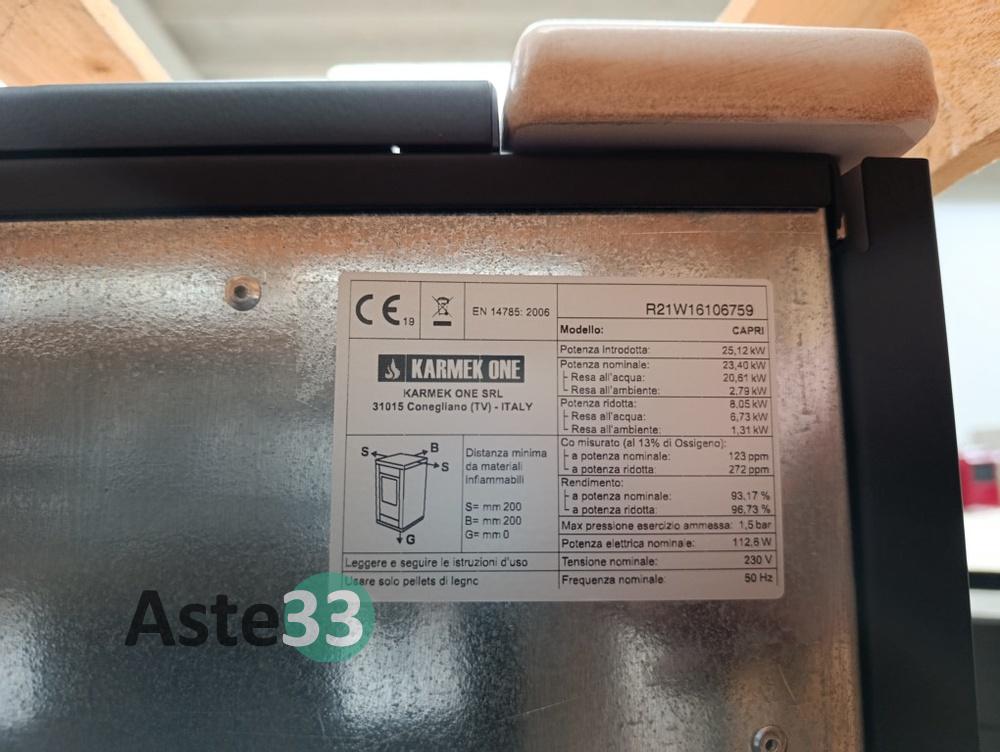 CE 19
EN 14785: 2006
R21W16106759
Modello: CAPRI
KARMEK ONE
KARMEK ONE SRL
31015 Conegliano (TV) - ITALY
Potenza introdotta: 25,12 kW
Potenza nominale: 23,40 kW
Resa all'acqua: 20,61 kW
Resa all'ambiente: 2,79 kW
Potenza ridotta: 8,05 kW
Resa all'acqua: 6,73 kW
Resa all'ambiente: 1,31 kW
Co misurato (al 13% di Ossigeno):
a potenza nominale: 123 ppm
a potenza ridotta: 272 ppm
Rendimento:
a potenza nominale: 93,17 %
a potenza ridotta: 96,73 %
Max pressione esercizio ammessa: 1,5 bar
Potenza elettrica nominale: 112,6 W
Tensione nominale: 230 V
Frequenza nominale: 50 Hz
S B S G
Distanza minima
da materiali
infiammabili
S= mm 200
B= mm 200
G= mm 0
Leggere e seguire le istruzioni d'uso
Usare solo pellets di legno
Aste33